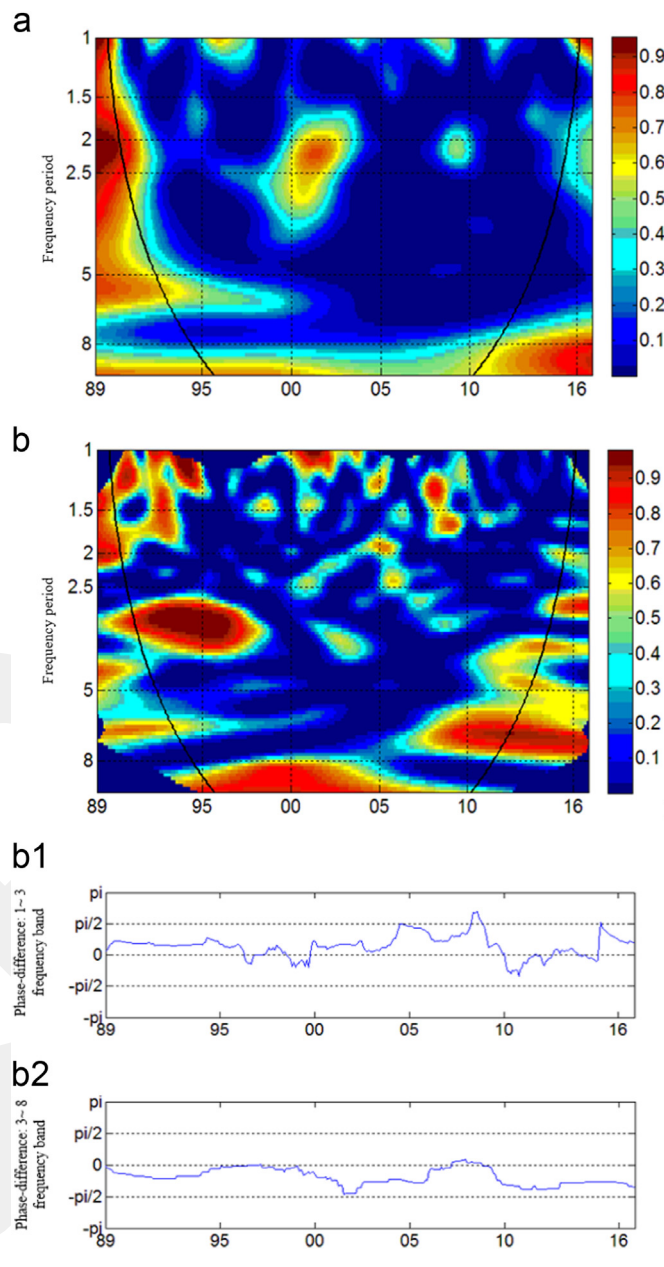 a
Frequency period
1
1.5
2
2.5
5
8
89 95 00 05 10 16
0.9
0.8
0.7
0.6
0.5
0.4
0.3
0.2
0.1
b
Frequency period
1
1.5
2
2.5
5
8
89 95 00 05 10 16
0.9
0.8
0.7
0.6
0.5
0.4
0.3
0.2
0.1
b1
Phase-difference: 1~ 3
frequency band
pi
pi/2
0
-pi/2
-pi
89 95 00 05 10 16
b2
Phase-difference: 3~ 8
frequency band
pi
pi/2
0
-pi/2
-pi
89 95 00 05 10 16